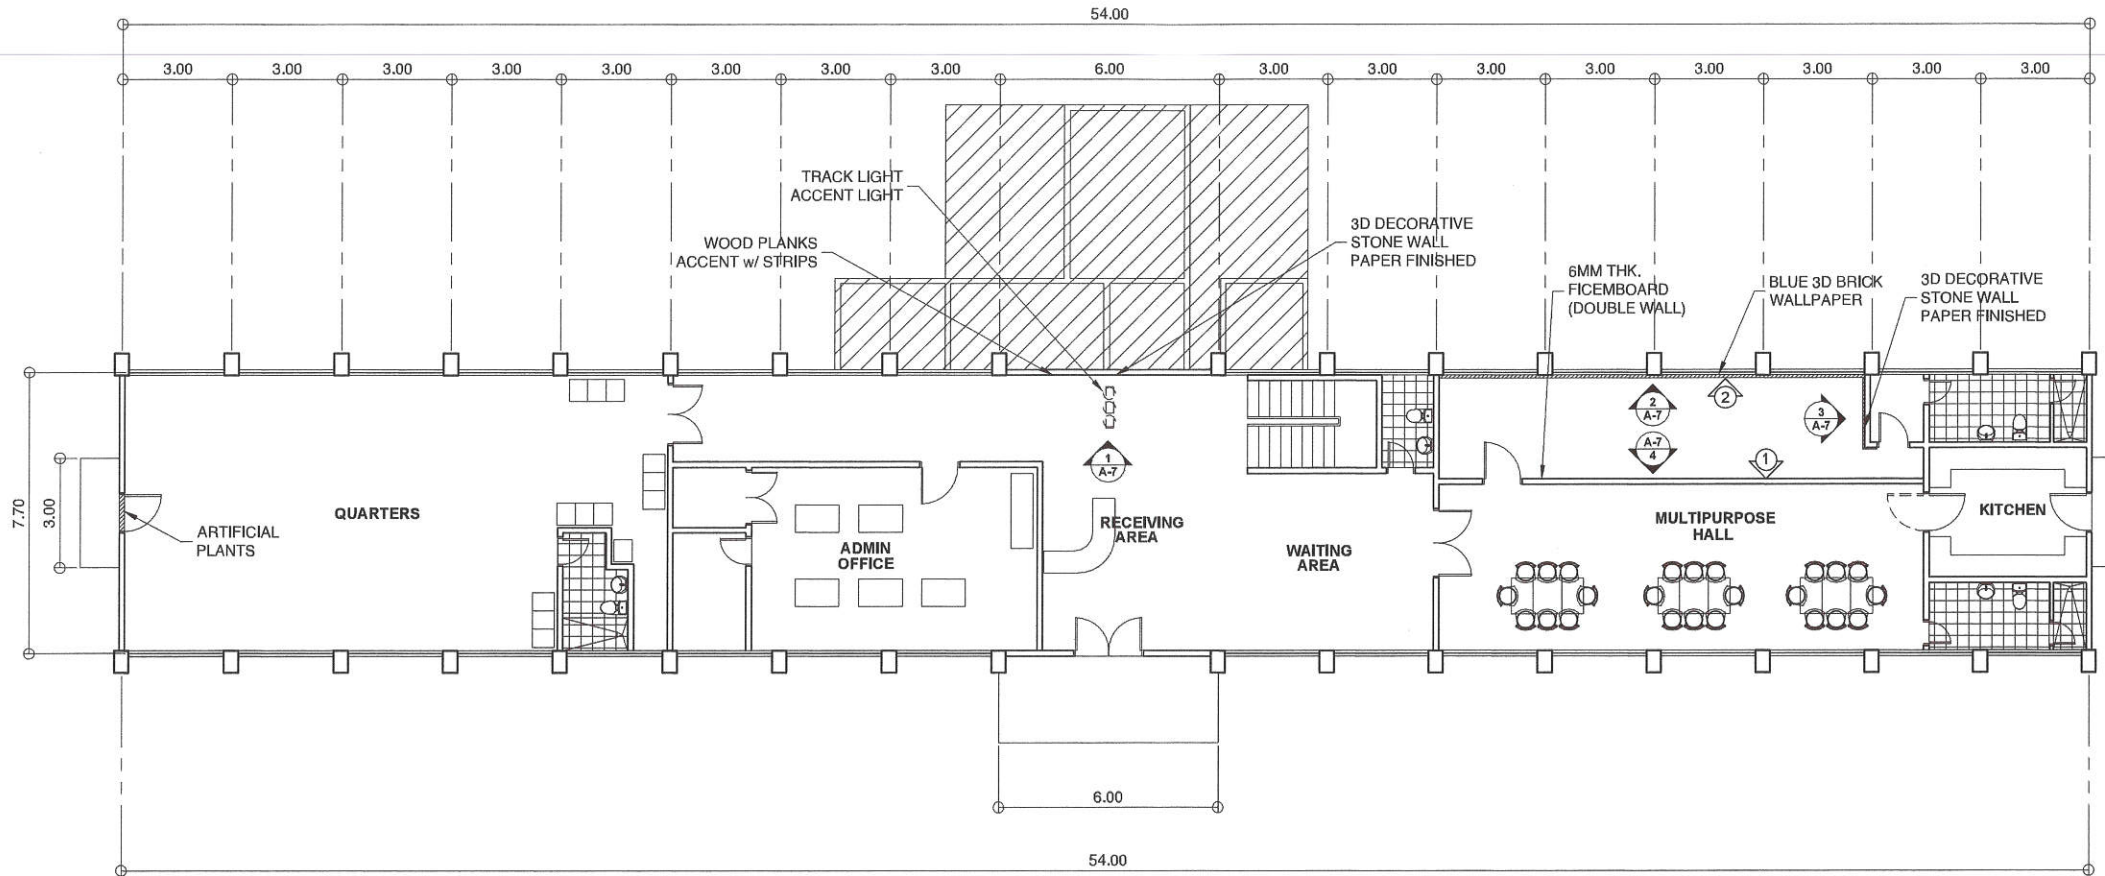 54.00
3.00 3.00 3.00 3.00 3.00 3.00 3.00 3.00 6.00 3.00 3.00 3.00 3.00 3.00 3.00 3.00 3.00
TRACK LIGHT
ACCENT LIGHT
WOOD PLANKS
ACCENT w/ STRIPS
3D DECORATIVE
STONE WALL
PAPER FINISHED
6MM THK.
FICEMBOARD
(DOUBLE WALL)
BLUE 3D BRICK
WALLPAPER
3D DECORATIVE
STONE WALL
PAPER FINISHED
2
A-7
2
3
A-7
A-7
4
1
1
A-7
7.70
3.00
ARTIFICIAL
PLANTS
QUARTERS
ADMIN
OFFICE
RECEIVING
AREA
WAITING
AREA
MULTIPURPOSE
HALL
KITCHEN
6.00
54.00